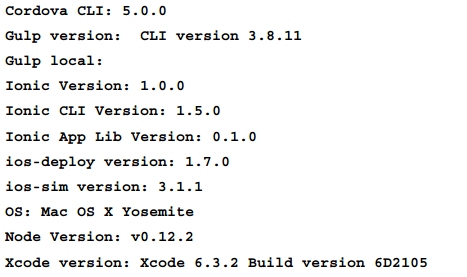 Cordova CLI: 5.0.0
Gulp version:  CLI version 3.8.11
Gulp local:
Ionic Version: 1.0.0
Ionic CLI Version: 1.5.0
Ionic App Lib Version: 0.1.0
ios-deploy version: 1.7.0
ios-sim version: 3.1.1
OS: Mac OS X Yosemite
Node Version: v0.12.2
Xcode version: Xcode 6.3.2 Build version 6D2105